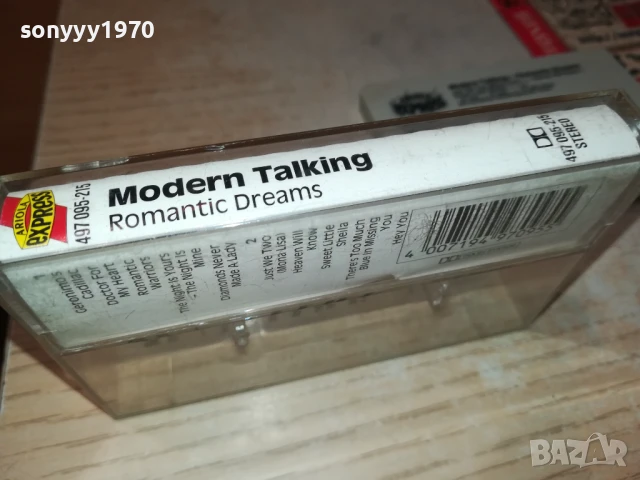 sonyyy1970
ARIOLA
express
497 095-215
Modern Talking
Romantic Dreams
497 095-215
STEREO
1
Geronimo's
Cadillac
Doctor For
My Heart
Romantic
Warriors
The Night Is Yours
- The Night Is
Mine
Diamonds Never
Made A Lady
2
Just We Two
(Mona Lisa)
Heaven Will
Know
Sweet Little
Sheila
There's Too Much
Blue In Missing
You
Hey You
BAZAR
bg